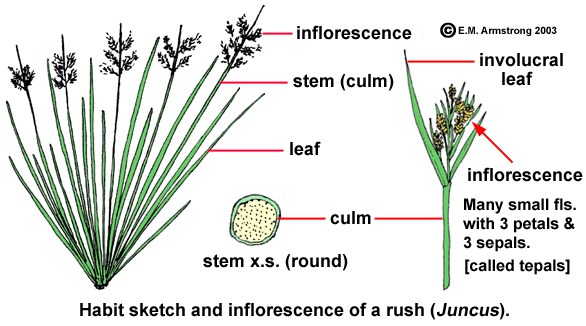 © E.M. Armstrong 2003
inflorescence
stem (culm)
leaf
involucral
leaf
inflorescence
Many small fls.
with 3 petals &
3 sepals.
[called tepals]
culm
stem x.s. (round)
Habit sketch and inflorescence of a rush (Juncus).